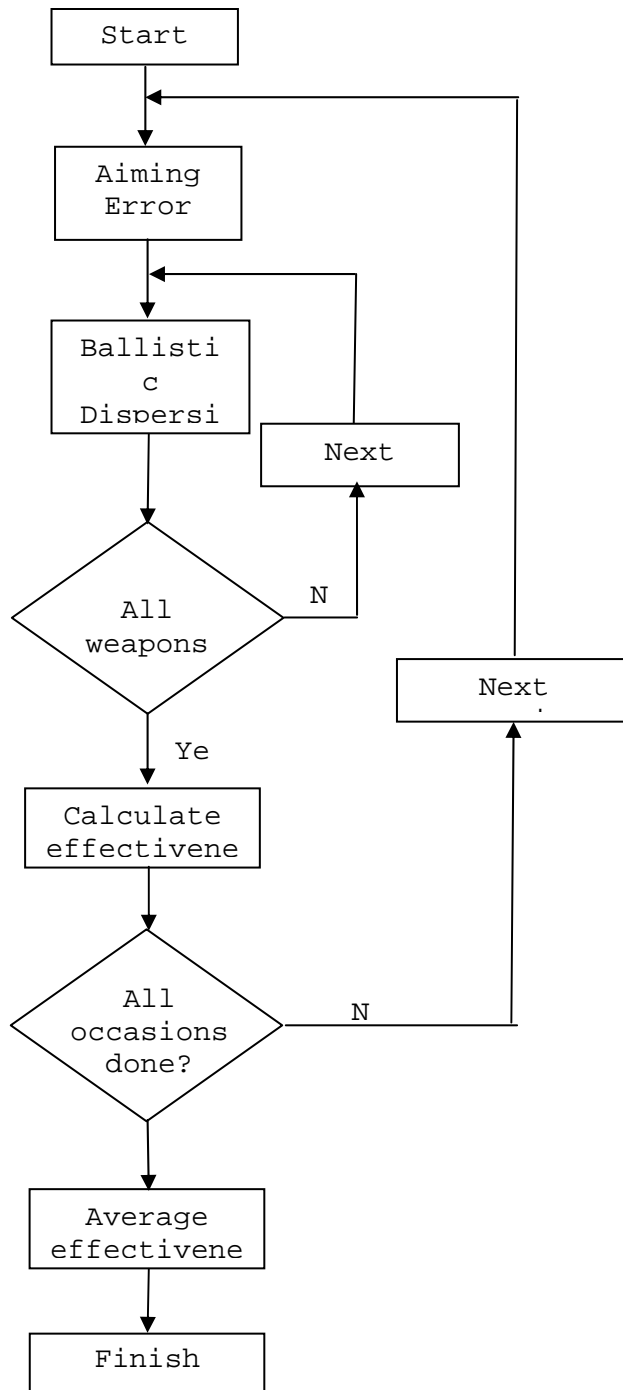 Start
Aiming
Error
Ballisti
c
Dispersi
Next
All
weapons
N
Next
Ye
Calculate
effectivene
All
occasions
done?
N
Average
effectivene
Finish